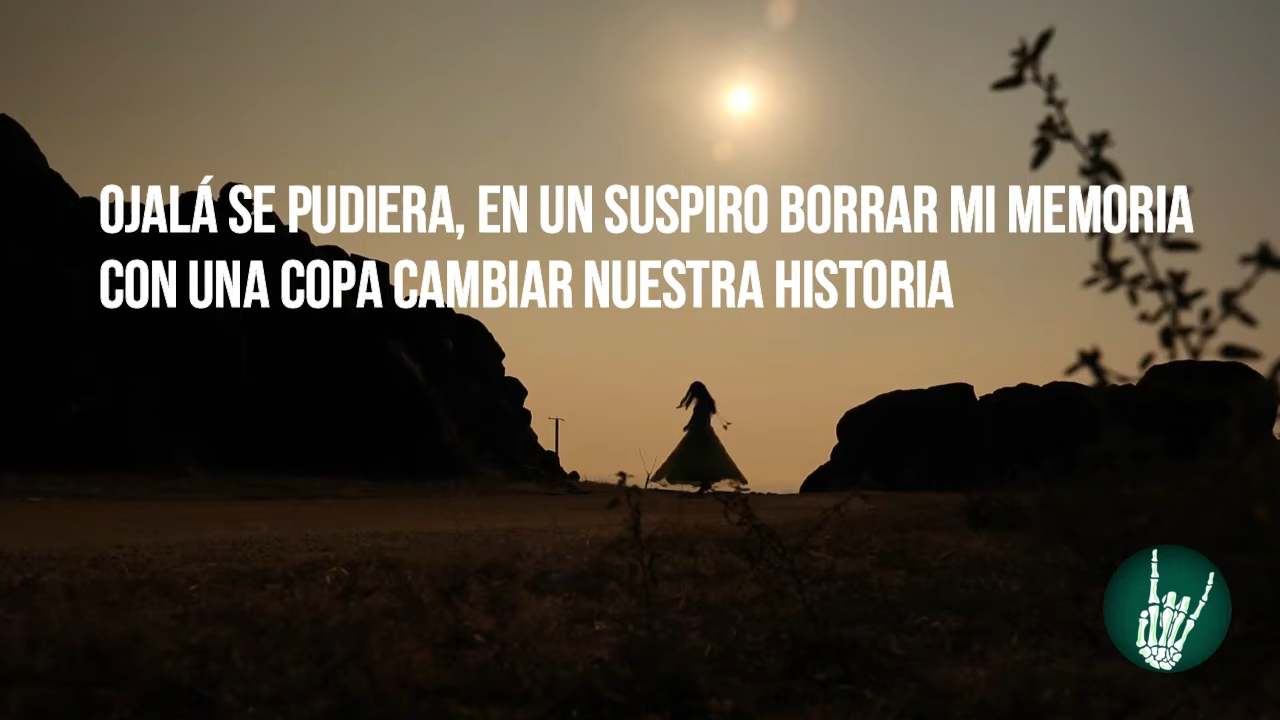 OJALÁ SE PUDIERA, EN UN SUSPIRO BORRAR MI MEMORIA
CON UNA COPA CAMBIAR NUESTRA HISTORIA